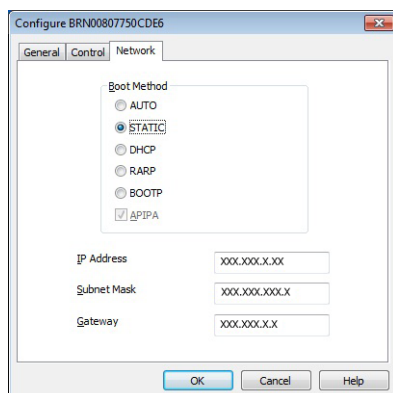 Configure BRN00807750CDE6
General Control Network
Boot Method
AUTO
STATIC
DHCP
RARP
BOOTP
APIPA
IP Address XXX.XXX.X.XX
Subnet Mask XXX.XXX.XXX.X
Gateway XXX.XXX.X.X
OK Cancel Help